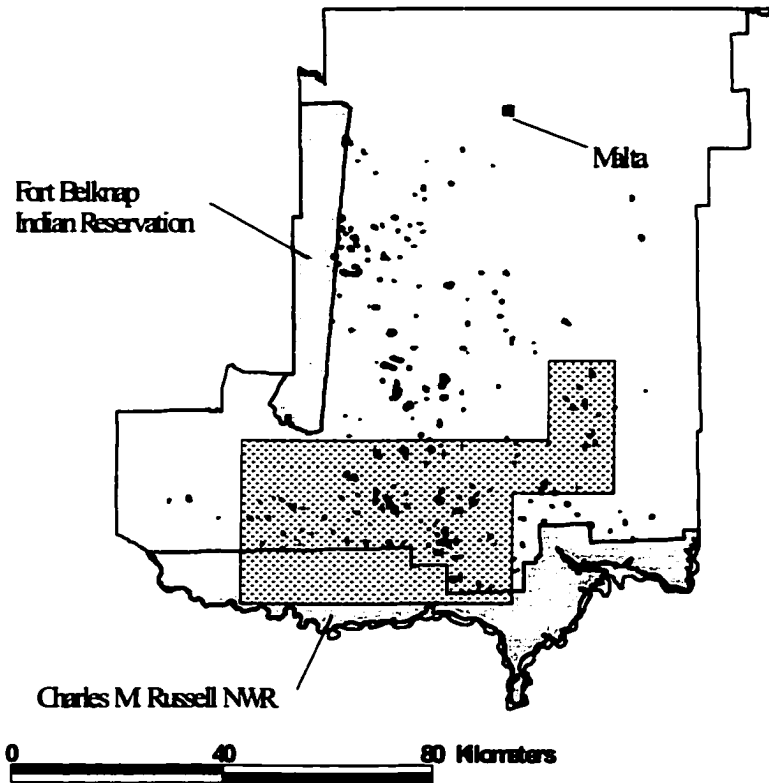 Malta
Fort Belknap
Indian Reservation
Charles M. Russell NWR
0 40 80 Kilometers